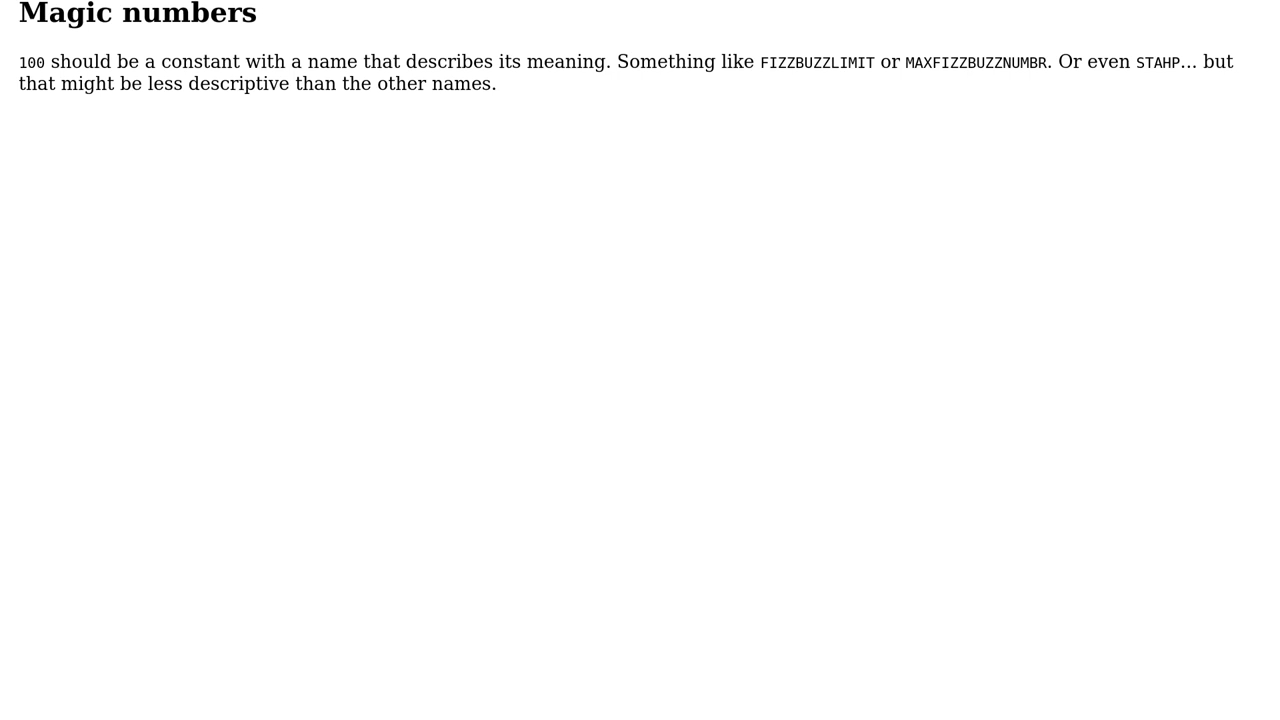 Magic numbers
100 should be a constant with a name that describes its meaning. Something like FIZZBUZZLIMIT or MAXFIZZBUZZNUMBR. Or even STAHP... but
that might be less descriptive than the other names.